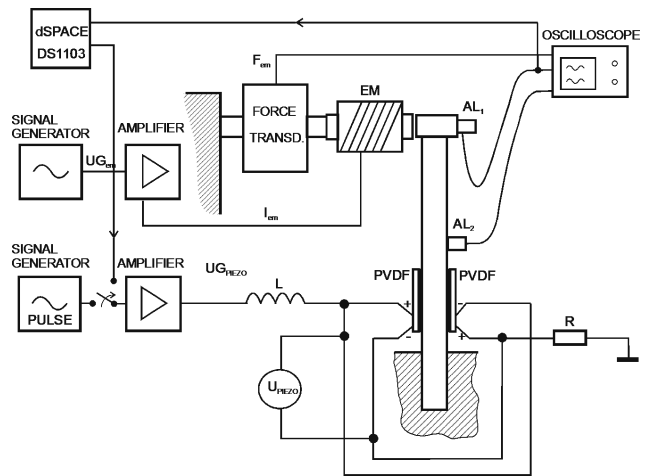 dSPACE
DS1103
OSCILLOSCOPE
Fem
EM
AL1
FORCE
TRANSD.
SIGNAL
GENERATOR
AMPLIFIER
UGem
Iem
AL2
SIGNAL
GENERATOR
AMPLIFIER
UGPIEZO
L
PVDF
PVDF
PULSE
+
-
-
+
R
UPIEZO